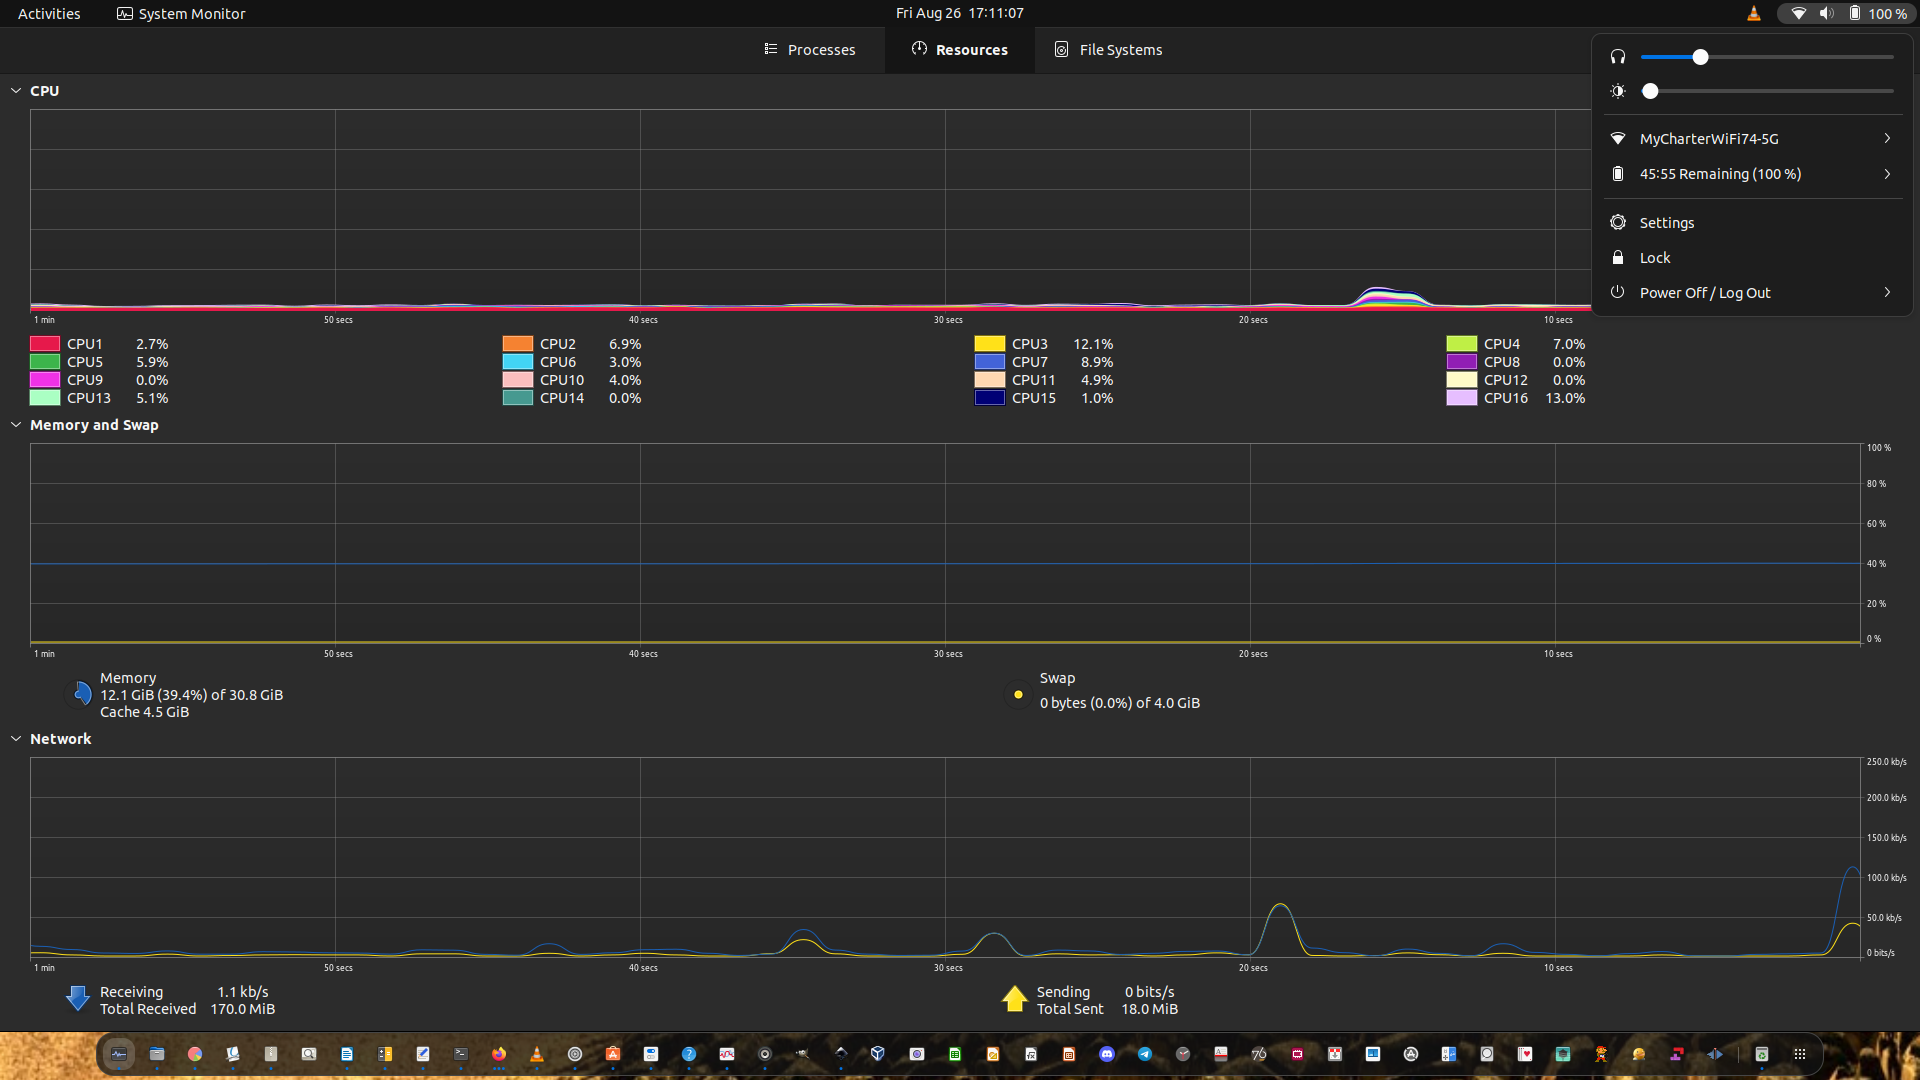 Activities System Monitor Fri Aug 26 17:11:07 100 %
Processes Resources File Systems
MyCharterWiFi74-5G
45:55 Remaining (100 %)
Settings
Lock
Power Off / Log Out
CPU
1 min 50 secs 40 secs 30 secs 20 secs 10 secs
CPU1 2.7% CPU2 6.9% CPU3 12.1% CPU4 7.0%
CPU5 5.9% CPU6 3.0% CPU7 8.9% CPU8 0.0%
CPU9 0.0% CPU10 4.0% CPU11 4.9% CPU12 0.0%
CPU13 5.1% CPU14 0.0% CPU15 1.0% CPU16 13.0%
Memory and Swap
100 %
80 %
60 %
40 %
20 %
0 %
1 min 50 secs 40 secs 30 secs 20 secs 10 secs
Memory
12.1 GiB (39.4%) of 30.8 GiB
Cache 4.5 GiB
Swap
0 bytes (0.0%) of 4.0 GiB
Network
250.0 kb/s
200.0 kb/s
150.0 kb/s
100.0 kb/s
50.0 kb/s
0 bits/s
1 min 50 secs 40 secs 30 secs 20 secs 10 secs
Receiving 1.1 kb/s
Total Received 170.0 MiB
Sending 0 bits/s
Total Sent 18.0 MiB
76